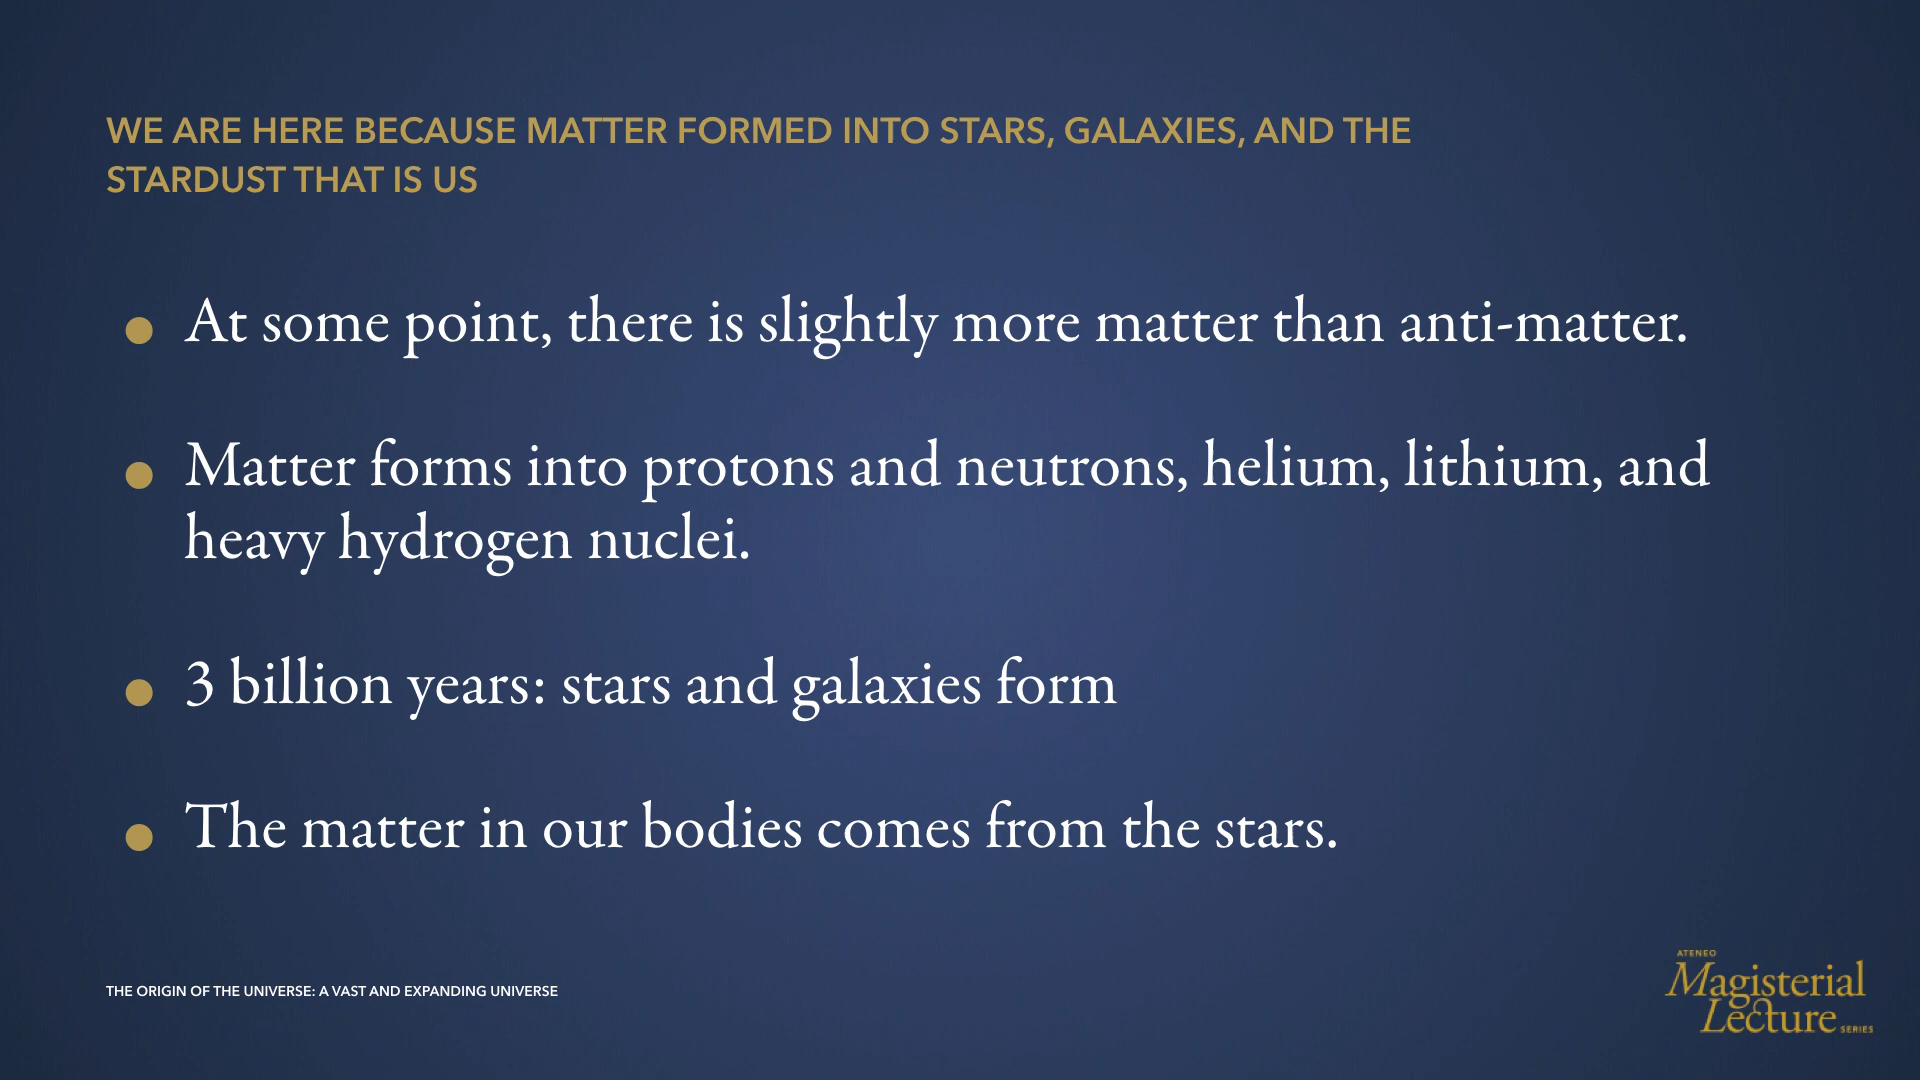 WE ARE HERE BECAUSE MATTER FORMED INTO STARS, GALAXIES, AND THE
STARDUST THAT IS US
At some point, there is slightly more matter than anti-matter.
Matter forms into protons and neutrons, helium, lithium, and
heavy hydrogen nuclei.
3 billion years: stars and galaxies form
The matter in our bodies comes from the stars.
THE ORIGIN OF THE UNIVERSE: A VAST AND EXPANDING UNIVERSE
ATENEO
Magisterial
Lecture SERIES